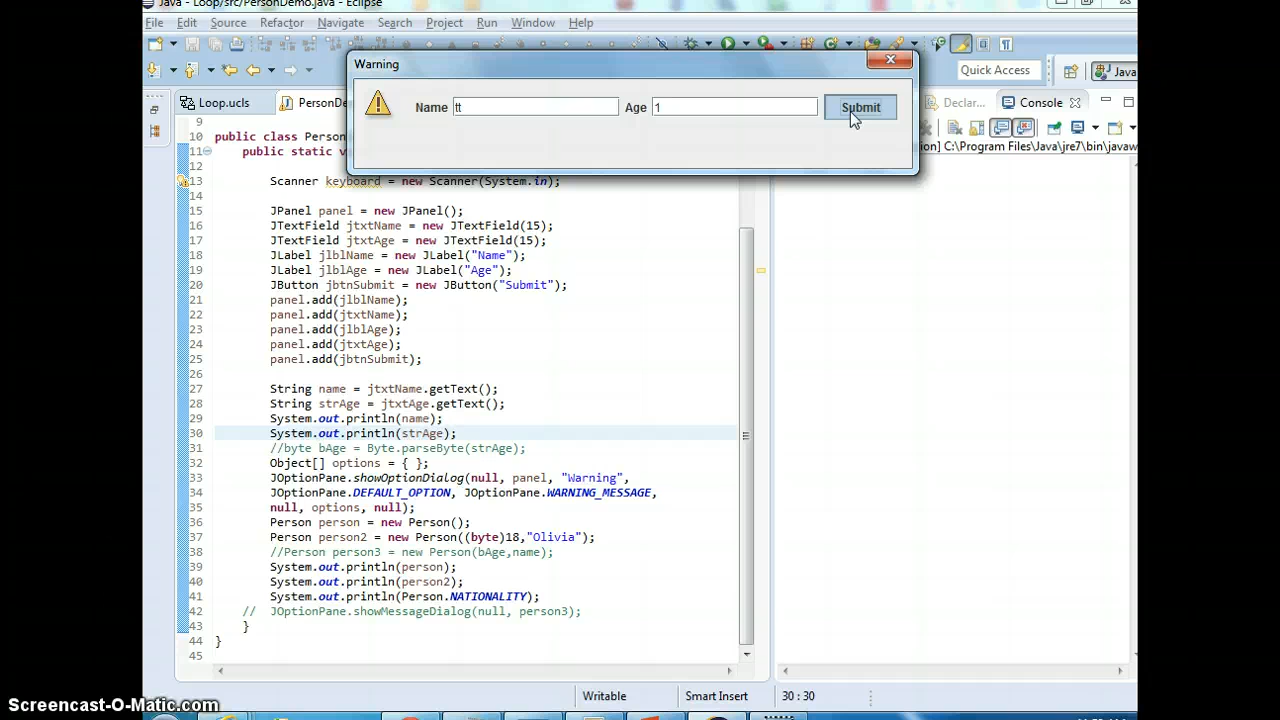 Java - Loop/src/PersonDemo.java - Eclipse
File Edit Source Refactor Navigate Search Project Run Window Help
Warning
Quick Access
Java
Name tt Age 1 Submit
Loop.ucls
PersonDem
Declar...
Console
ion] C:\Program Files\Java\jre7\bin\javaw
9
10 public class Person
11 public static v
12
13 Scanner keyboard = new Scanner(System.in);
15 JPanel panel = new JPanel();
16 JTextField jtxtName = new JTextField(15);
17 JTextField jtxtAge = new JTextField(15);
18 JLabel jlblName = new JLabel("Name");
19 JLabel jlblAge = new JLabel("Age");
20 JButton jbtnSubmit = new JButton("Submit");
21 panel.add(jlblName);
22 panel.add(jtxtName);
23 panel.add(jlblAge);
24 panel.add(jtxtAge);
25 panel.add(jbtnSubmit);
26
27 String name = jtxtName.getText();
28 String strAge = jtxtAge.getText();
29 System.out.println(name);
30 System.out.println(strAge);
31 //byte bAge = Byte.parseByte(strAge);
32 Object[] options = { };
33 JOptionPane.showOptionDialog(null, panel, "Warning",
34 JOptionPane.DEFAULT_OPTION, JOptionPane.WARNING_MESSAGE,
35 null, options, null);
36 Person person = new Person();
37 Person person2 = new Person((byte)18,"Olivia");
38 //Person person3 = new Person(bAge,name);
39 System.out.println(person);
40 System.out.println(person2);
41 System.out.println(Person.NATIONALITY);
42 // JOptionPane.showMessageDialog(null, person3);
43 }
44 }
45
Writable Smart Insert 30 : 30
Screencast-O-Matic.com